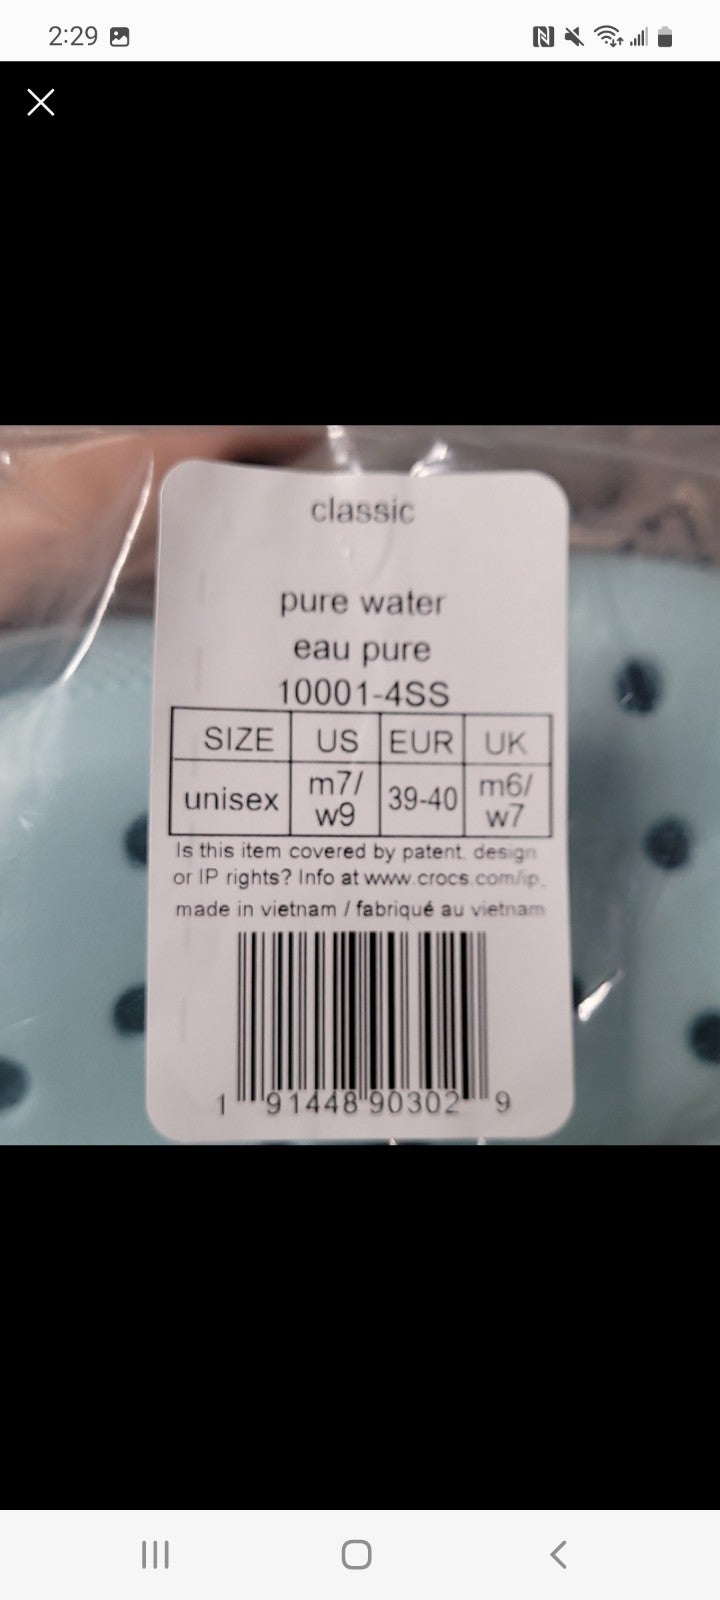 2:29
classic
pure water
eau pure
10001-4SS
SIZE US EUR UK
unisex m7/ w9 39-40 m6/ w7
Is this item covered by patent, design
or IP rights? Info at www.crocs.com/ip.
made in vietnam / fabriqué au vietnam
1 91448 90302 9